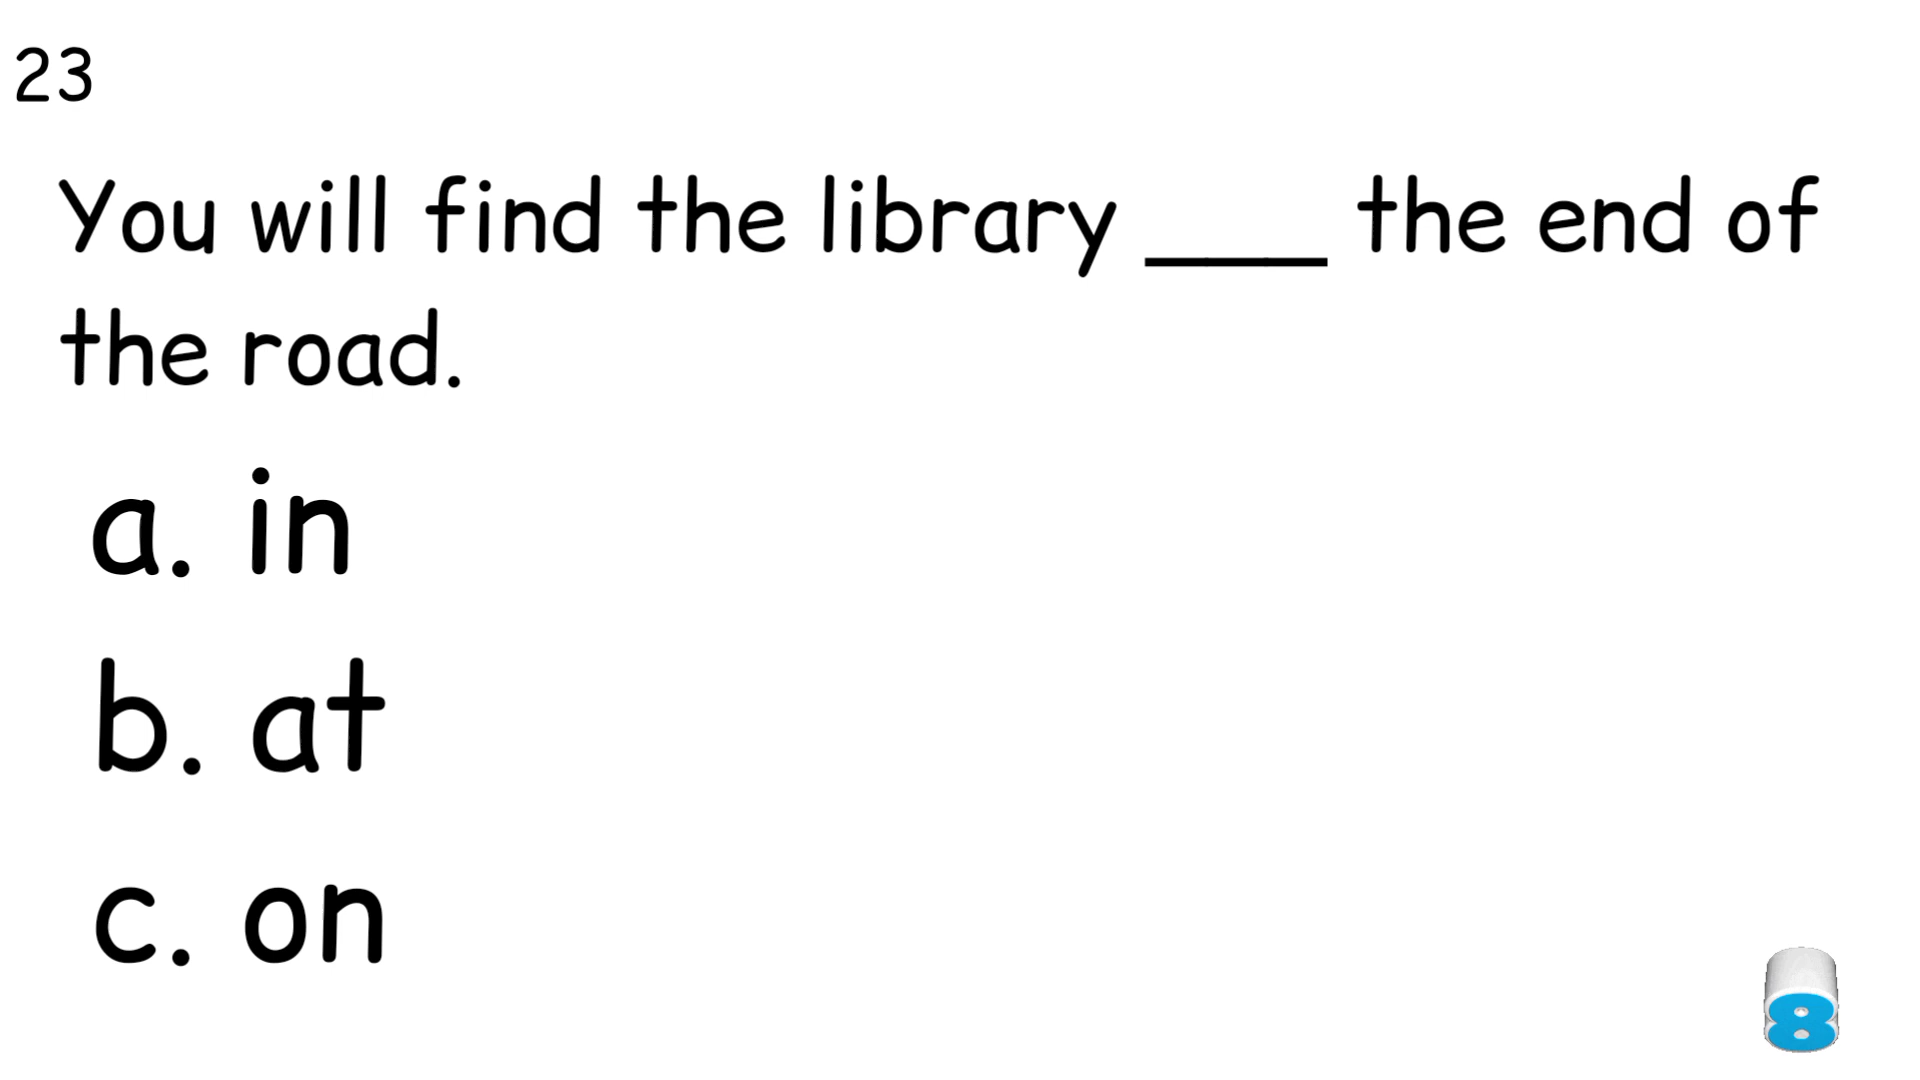 23
You will find the library ___ the end of
the road.
a. in
b. at
c. on
8